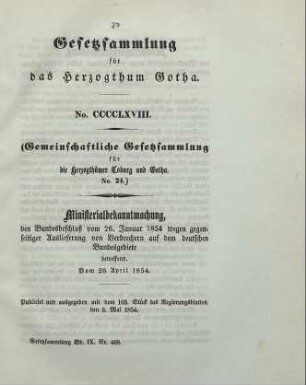 Gesetzsammlung
für
das Herzogthum Gotha.
No. CCCCLXVIII.
(Gemeinschaftliche Gesetzsammlung
für
die Herzogthümer Coburg und Gotha.
No. 24.)
Ministerialbekanntmachung,
den Bundesbeschluß vom 26. Januar 1854 wegen gegen-
seitiger Auslieferung von Verbrechern auf dem deutschen
Bundesgebiete
betreffend.
Vom 20. April 1854.
Publicirt und ausgegeben mit dem 103. Stück des Regierungsblattes,
den 3. Mai 1854.
Gesetzsammlung Bd. IX. Nr. 468.